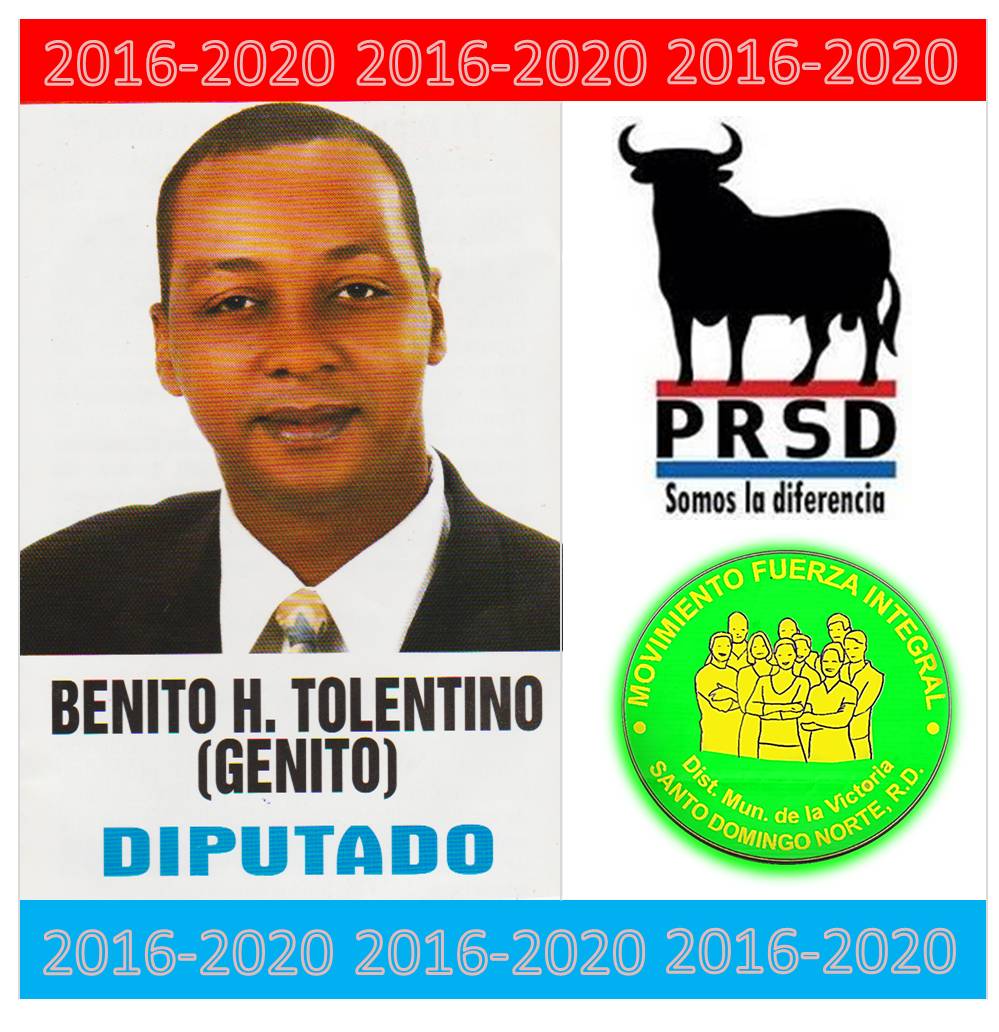 2016-2020 2016-2020 2016-2020
BENITO H. TOLENTINO
(GENITO)
DIPUTADO
PRSD
Somos la diferencia
MOVIMIENTO FUERZA INTEGRAL
Dist. Mun. de la Victoria
SANTO DOMINGO NORTE, R.D.
2016-2020 2016-2020 2016-2020